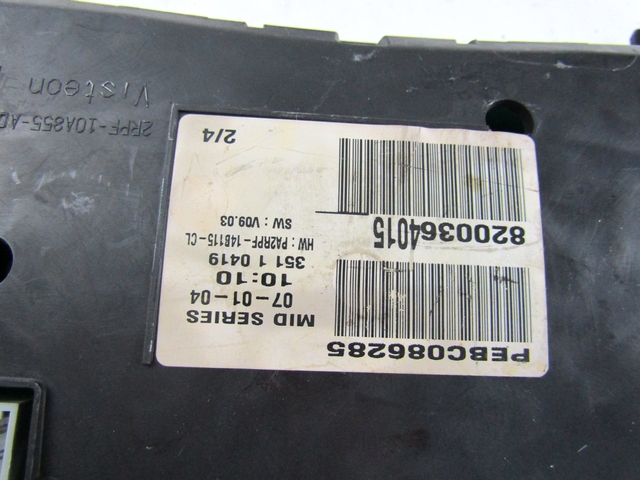 PEBC086285
MID SERIES
07-01-04
10:10
351 1 0419
HW : PA2RPF-14B115-CL
SW : V09.03
8200364015
2/4
Visteon
2RPF-10A855-AD